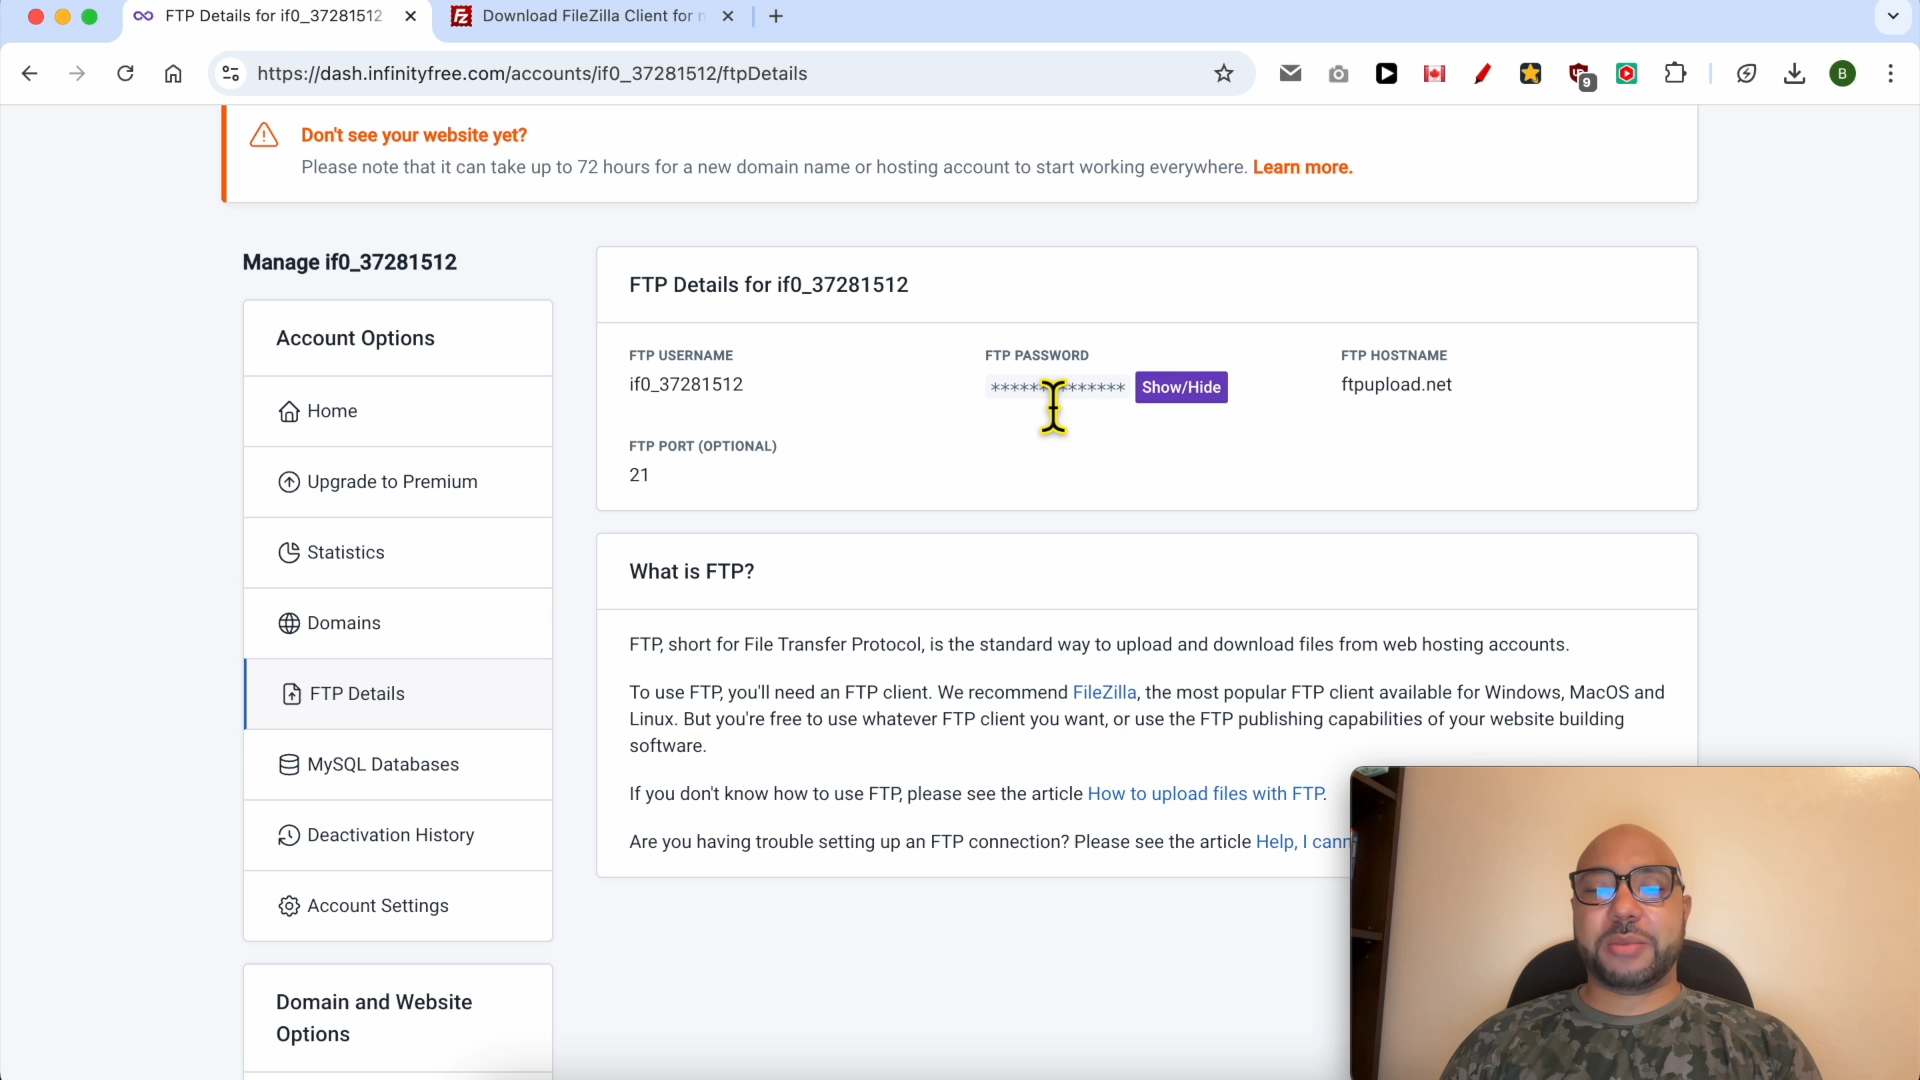 FTP Details for if0_37281512
Download FileZilla Client for
https://dash.infinityfree.com/accounts/if0_37281512/ftpDetails
9
B
Don't see your website yet?
Please note that it can take up to 72 hours for a new domain name or hosting account to start working everywhere. Learn more.
Manage if0_37281512
Account Options
Home
Upgrade to Premium
Statistics
Domains
FTP Details
MySQL Databases
Deactivation History
Account Settings
Domain and Website
Options
FTP Details for if0_37281512
FTP USERNAME
if0_37281512
FTP PASSWORD
************** Show/Hide
FTP HOSTNAME
ftpupload.net
FTP PORT (OPTIONAL)
21
What is FTP?
FTP, short for File Transfer Protocol, is the standard way to upload and download files from web hosting accounts.
To use FTP, you'll need an FTP client. We recommend FileZilla, the most popular FTP client available for Windows, MacOS and
Linux. But you're free to use whatever FTP client you want, or use the FTP publishing capabilities of your website building
software.
If you don't know how to use FTP, please see the article How to upload files with FTP.
Are you having trouble setting up an FTP connection? Please see the article Help, I cann